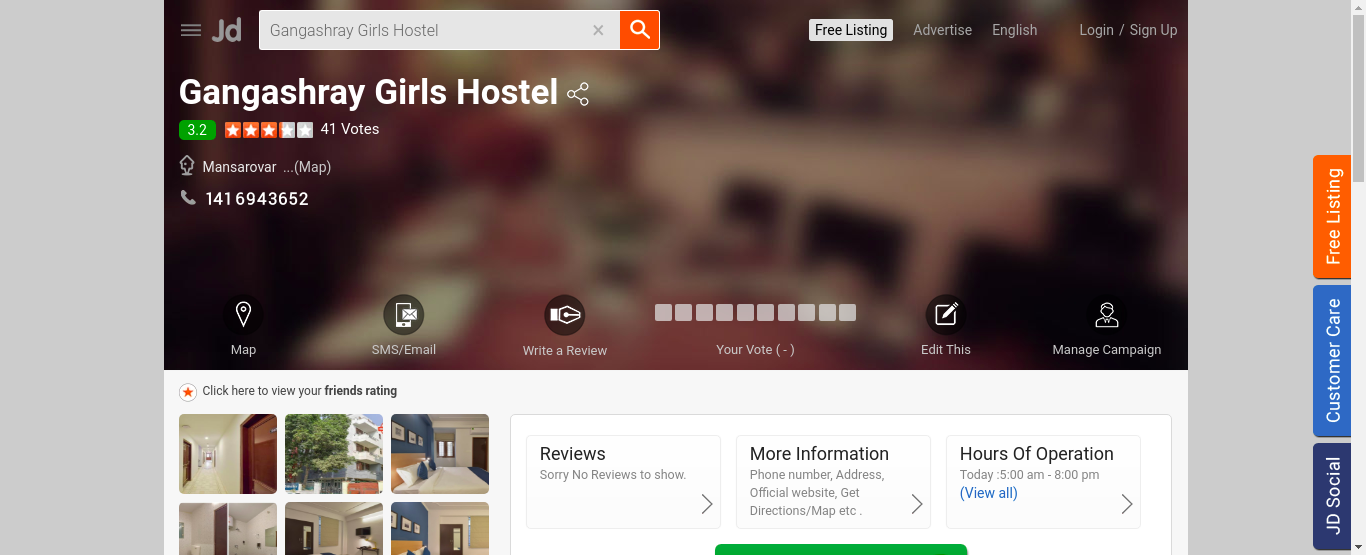 Jd
Gangashray Girls Hostel ×
Free Listing Advertise English Login / Sign Up
Gangashray Girls Hostel
3.2 41 Votes
Mansarovar ...(Map)
1416943652
Map
SMS/Email
Write a Review
Your Vote ( - )
Edit This
Manage Campaign
Click here to view your friends rating
Reviews
Sorry No Reviews to show.
More Information
Phone number, Address,
Official website, Get
Directions/Map etc .
Hours Of Operation
Today :5:00 am - 8:00 pm
(View all)
Free Listing
Customer Care
JD Social